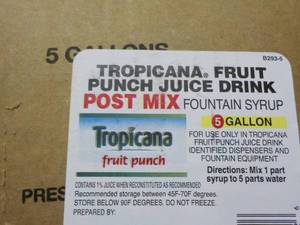 5 GALLONS
B293-5
TROPICANA® FRUIT
PUNCH JUICE DRINK
POST MIX FOUNTAIN SYRUP
5 GALLON
Tropicana
fruit punch
FOR USE ONLY IN TROPICANA
FRUIT PUNCH JUICE DRINK
IDENTIFIED DISPENSERS AND
FOUNTAIN EQUIPMENT
Directions: Mix 1 part
syrup to 5 parts water
CONTAINS 1% JUICE WHEN RECONSTITUTED AS RECOMMENDED
Recommended storage between 45F-70F degrees.
STORE BELOW 90F DEGREES. DO NOT FREEZE.
PREPARED BY:
PRES